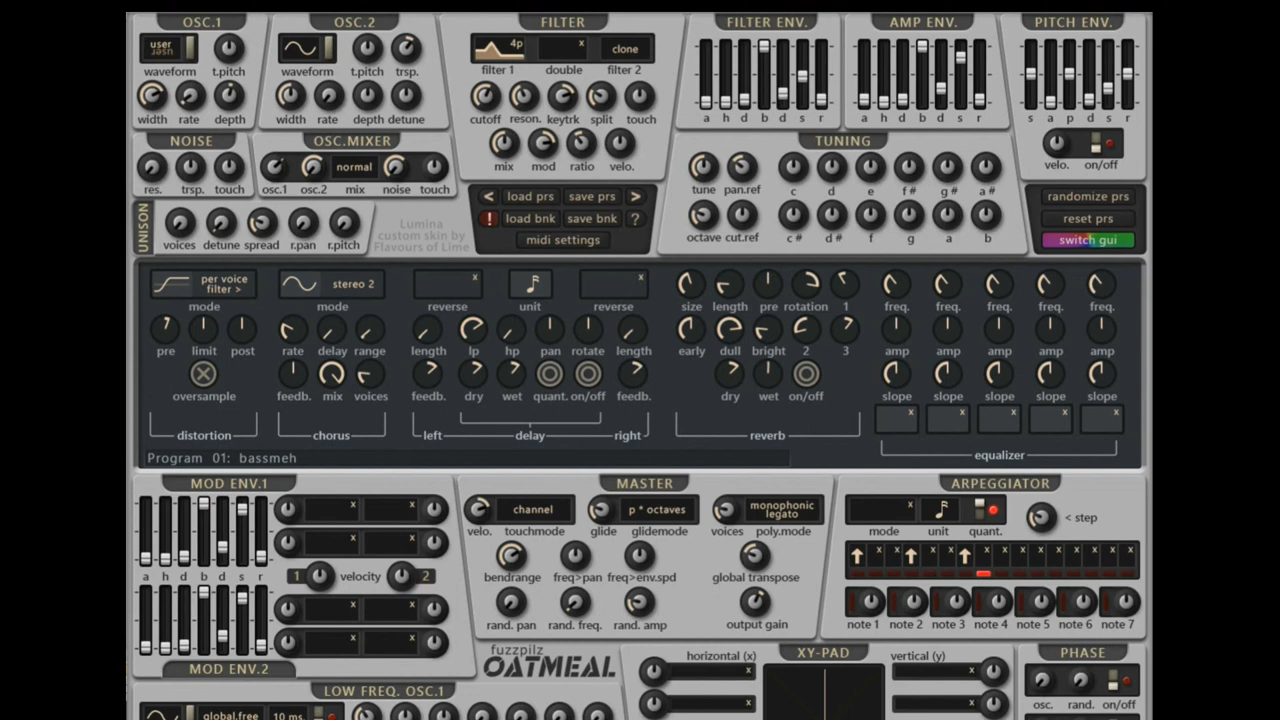 OSC.1
user
user
waveform t.pitch
width rate depth
OSC.2
waveform t.pitch trsp.
width rate depth detune
FILTER
4p x clone
filter 1 double filter 2
cutoff reson. keytrk split touch
mix mod ratio velo.
FILTER ENV.
a h d b d s r
AMP ENV.
a h d b d s r
PITCH ENV.
s a p d s r
velo. on/off
NOISE
res. trsp. touch
OSC.MIXER
normal
osc.1 osc.2 mix noise touch
TUNING
tune pan.ref c d e f# g# a#
octave cut.ref c# d# f g a b
UNISON
voices detune spread r.pan r.pitch
Lumina
custom skin by
Flavours of Lime
< load prs save prs >
! load bnk save bnk ?
midi settings
randomize prs
reset prs
switch gui
per voice
filter >
mode
pre limit post
oversample
distortion
stereo 2
mode
rate delay range
feedb. mix voices
chorus
x x
reverse unit reverse
length lp hp pan rotate length
feedb. dry wet quant. on/off feedb.
left delay right
size length pre rotation 1
early dull bright 2 3
dry wet on/off
reverb
freq. freq. freq. freq. freq.
amp amp amp amp amp
slope slope slope slope slope
x x x x x
equalizer
Program 01: bassmeh
MOD ENV.1
x x
x x
a h d b d s r
1 velocity 2
x x
x x
MOD ENV.2
MASTER
channel p * octaves monophonic
legato
velo. touchmode glide glidemode voices poly.mode
bendrange freq>pan freq>env.spd global transpose
rand. pan rand. freq. rand. amp output gain
ARPEGGIATOR
x
mode unit quant. < step
x x x x x x x x x x x x x
note 1 note 2 note 3 note 4 note 5 note 6 note 7
fuzzpilz
OATMEAL
LOW FREQ. OSC.1
global.free 10 ms.
horizontal (x) XY-PAD vertical (y)
x x
x x
PHASE
osc. rand. on/off